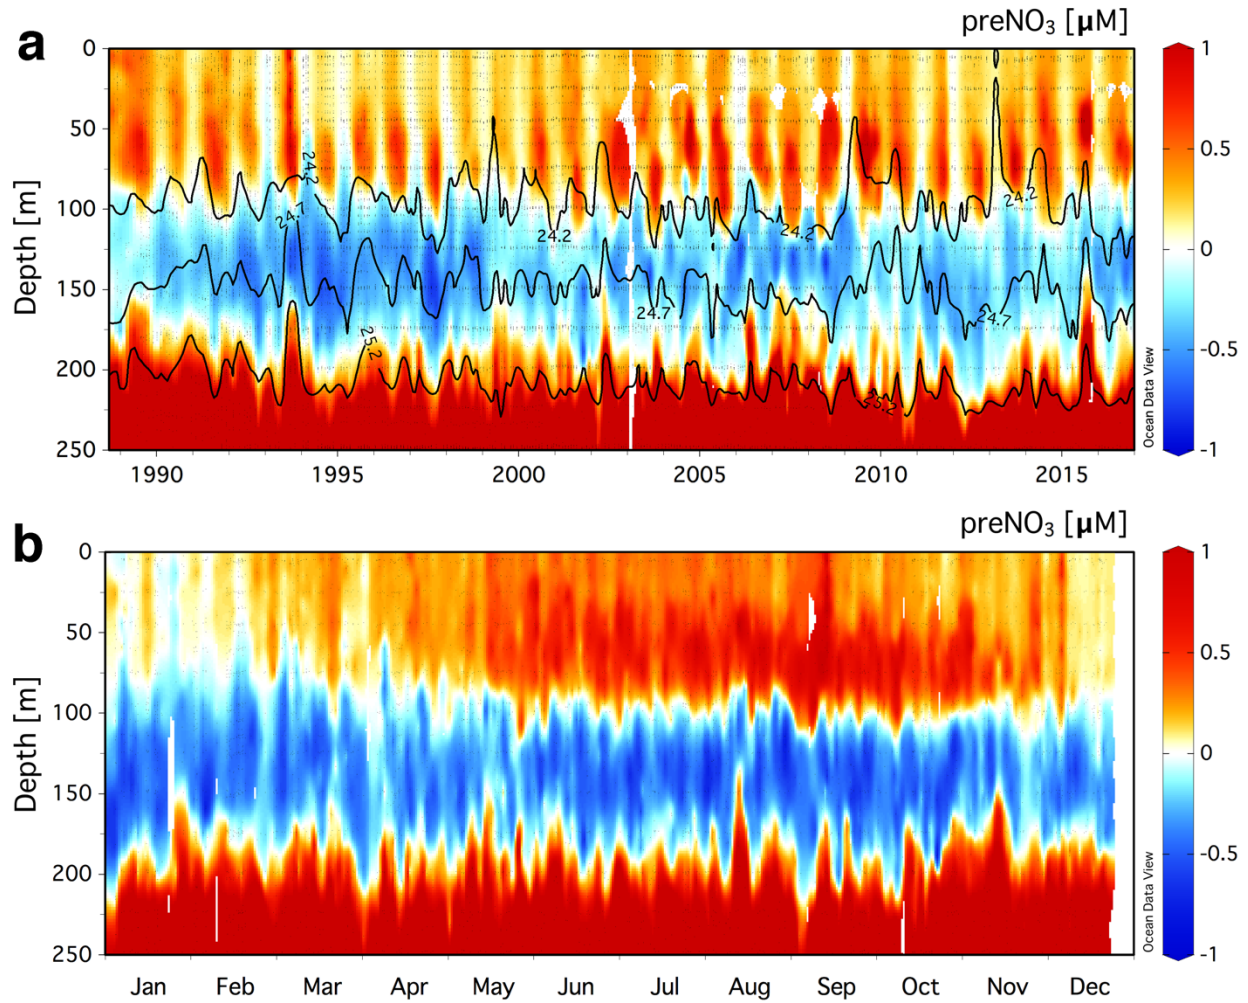 a
preNO₃ [µM]
0
50
100
150
200
250
Depth [m]
24.2
24.7
25.2
24.2
24.7
24.2
25.2
24.2
24.7
1990
1995
2000
2005
2010
2015
Ocean Data View
1
0.5
0
-0.5
-1
b
preNO₃ [µM]
0
50
100
150
200
250
Depth [m]
Jan
Feb
Mar
Apr
May
Jun
Jul
Aug
Sep
Oct
Nov
Dec
Ocean Data View
1
0.5
0
-0.5
-1